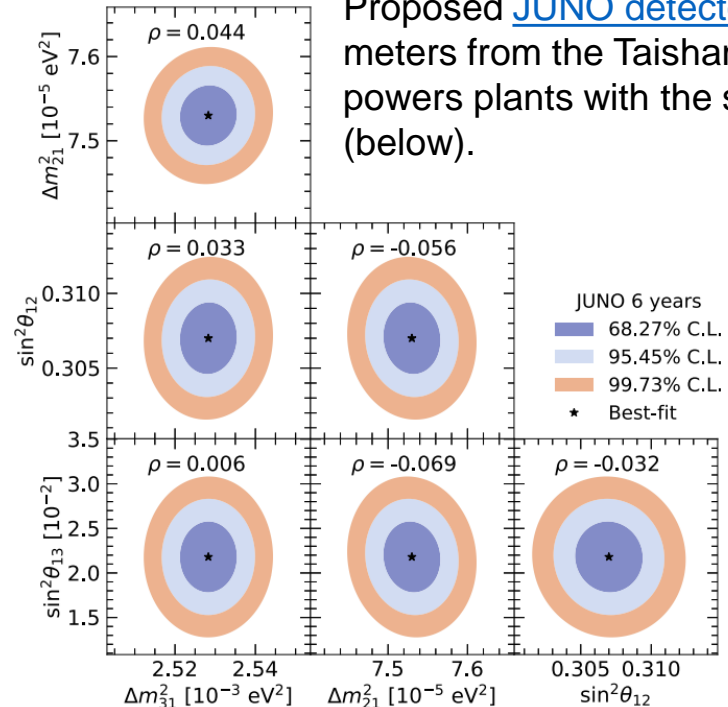 Proposed JUNO detect
meters from the Taishan
powers plants with the s
(below).
ρ = 0.044
7.6
7.5
Δm²₂₁ [10⁻⁵ eV²]
ρ = 0.033
ρ = -0.056
0.310
0.305
sin²θ₁₂
JUNO 6 years
68.27% C.L.
95.45% C.L.
99.73% C.L.
Best-fit
ρ = 0.006
ρ = -0.069
ρ = -0.032
3.5
3.0
2.5
2.0
1.5
sin²θ₁₃ [10⁻²]
2.52 2.54
7.5 7.6
0.305 0.310
Δm²₃₁ [10⁻³ eV²]
Δm²₂₁ [10⁻⁵ eV²]
sin²θ₁₂